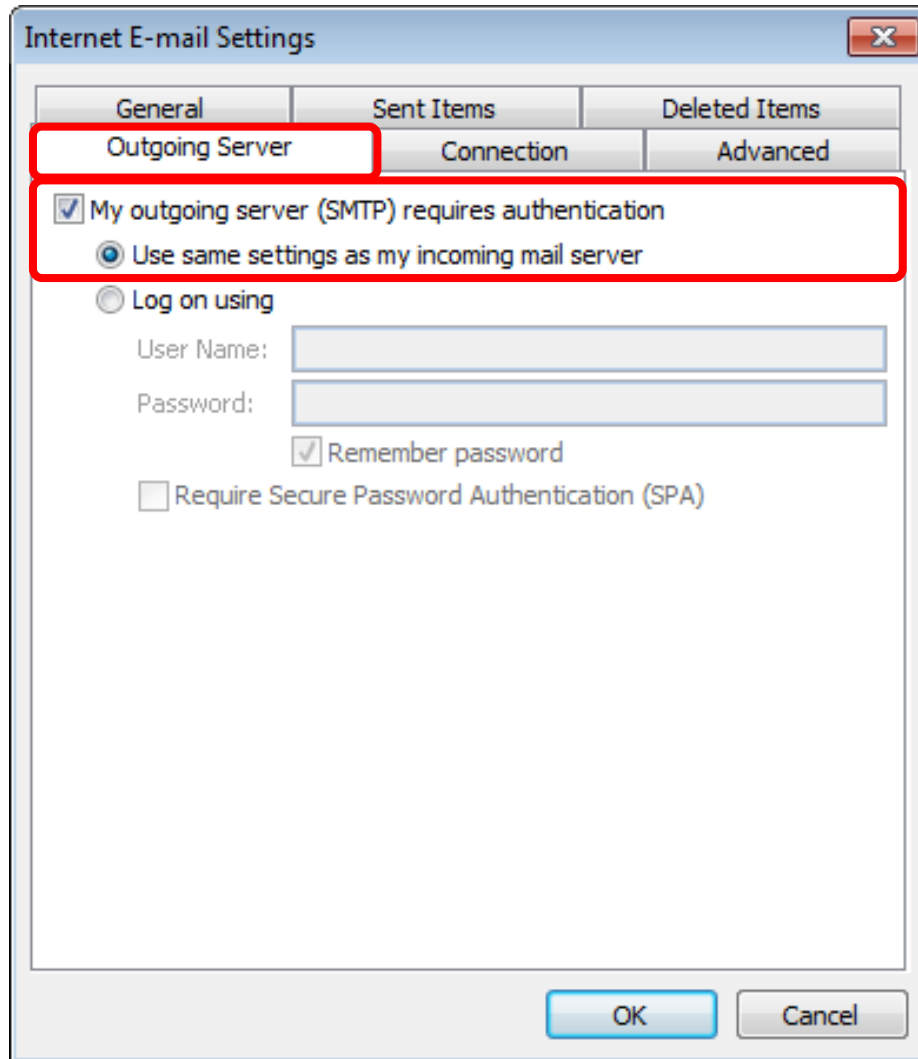 Internet E-mail Settings
General Sent Items Deleted Items
Outgoing Server Connection Advanced
My outgoing server (SMTP) requires authentication
Use same settings as my incoming mail server
Log on using
User Name:
Password:
Remember password
Require Secure Password Authentication (SPA)
OK Cancel